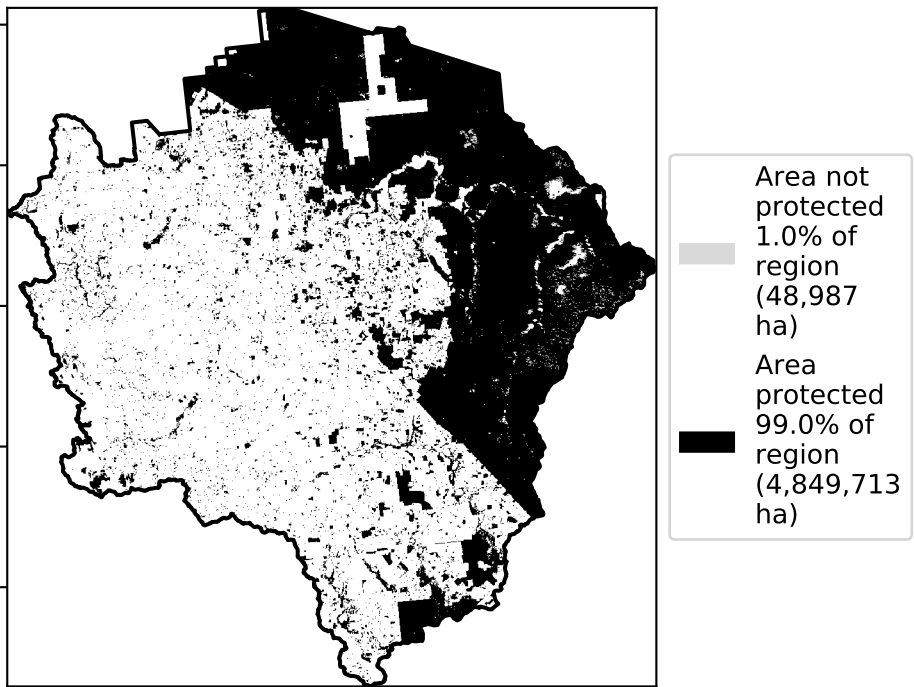 Area not
protected
1.0% of
region
(48,987
ha)
Area
protected
99.0% of
region
(4,849,713
ha)